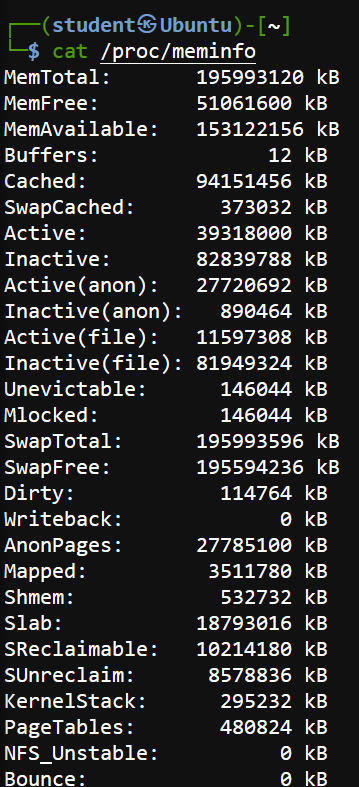 ┌──(student㉿Ubuntu)-[~]
└─$ cat /proc/meminfo
MemTotal:       195993120 kB
MemFree:        51061600 kB
MemAvailable:   153122156 kB
Buffers:              12 kB
Cached:         94151456 kB
SwapCached:       373032 kB
Active:         39318000 kB
Inactive:       82839788 kB
Active(anon):   27720692 kB
Inactive(anon):   890464 kB
Active(file):   11597308 kB
Inactive(file): 81949324 kB
Unevictable:      146044 kB
Mlocked:          146044 kB
SwapTotal:      195993596 kB
SwapFree:       195594236 kB
Dirty:            114764 kB
Writeback:             0 kB
AnonPages:      27785100 kB
Mapped:          3511780 kB
Shmem:            532732 kB
Slab:           18793016 kB
SReclaimable:   10214180 kB
SUnreclaim:      8578836 kB
KernelStack:      295232 kB
PageTables:       480824 kB
NFS_Unstable:          0 kB
Bounce:                0 kB